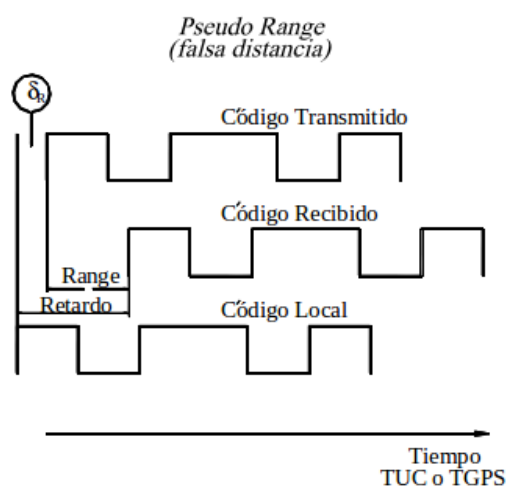 Pseudo Range
(falsa distancia)
δR
Código Transmitido
Código Recibido
Range
Retardo
Código Local
Tiempo
TUC o TGPS